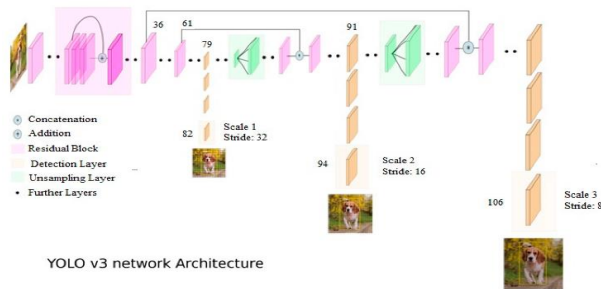 36
61
79
91
Concatenation
Addition
Residual Block
Detection Layer
Unsampling Layer
Further Layers
82
Scale 1
Stride: 32
94
Scale 2
Stride: 16
106
Scale 3
Stride: 8
YOLO v3 network Architecture